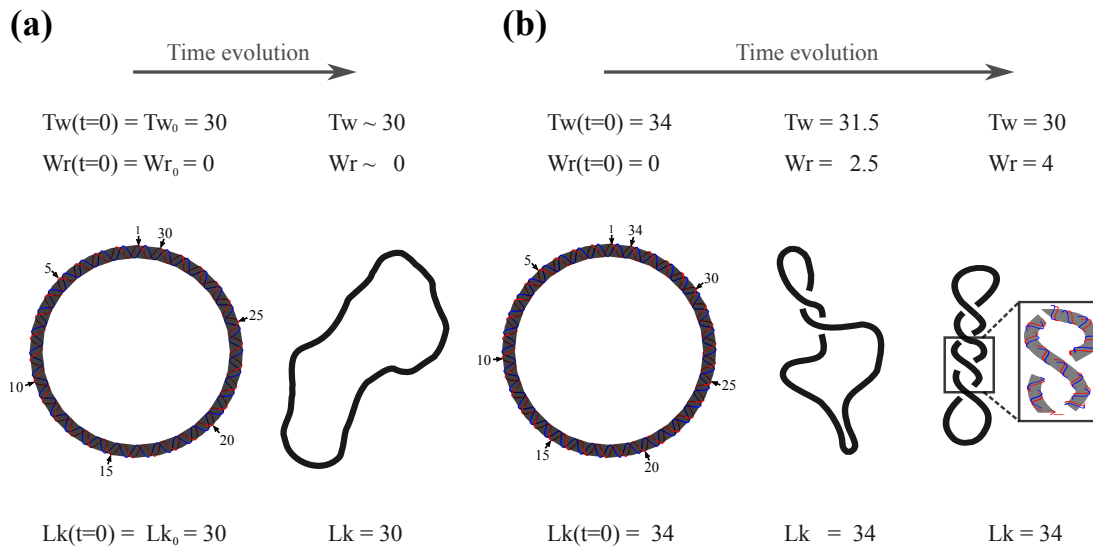 (a)
Time evolution
Tw(t=0) = Tw₀ = 30
Tw ~ 30
Wr(t=0) = Wr₀ = 0
Wr ~ 0
1
30
5
25
10
20
15
Lk(t=0) = Lk₀ = 30
Lk = 30
(b)
Time evolution
Tw(t=0) = 34
Tw = 31.5
Tw = 30
Wr(t=0) = 0
Wr = 2.5
Wr = 4
1
34
5
30
10
25
15
20
Lk(t=0) = 34
Lk = 34
Lk = 34